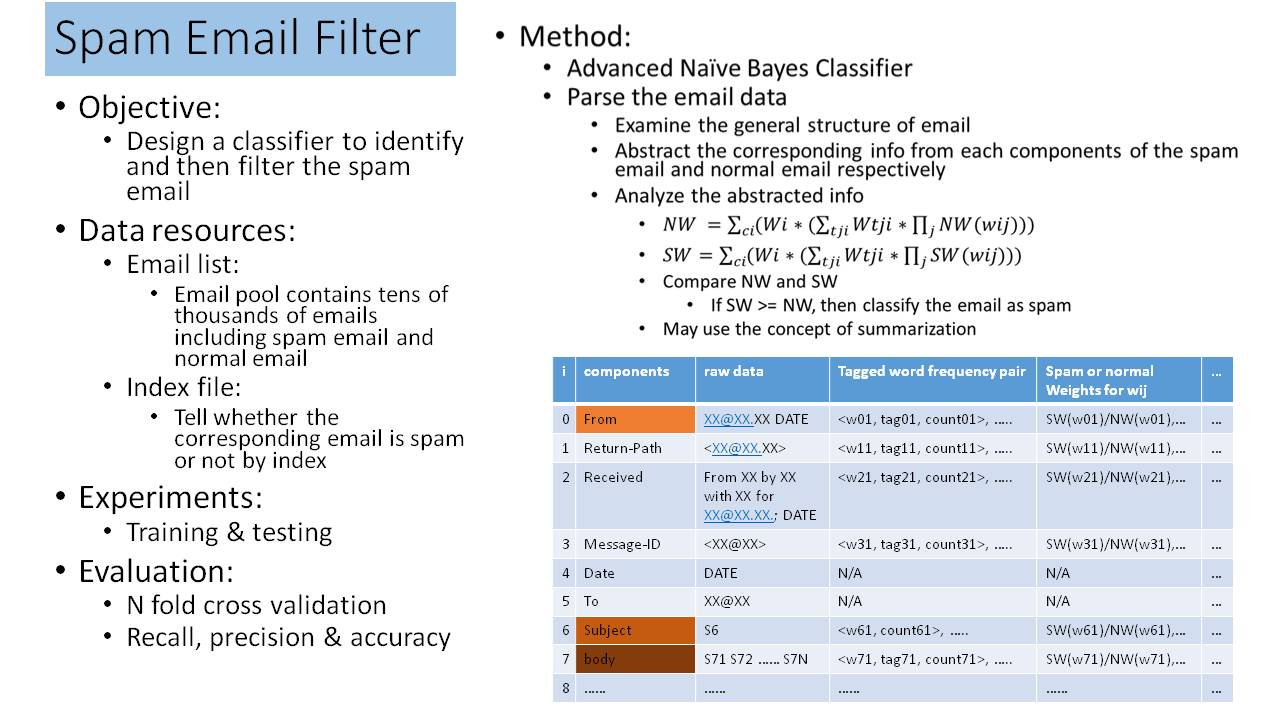 Spam Email Filter
• Objective:
• Design a classifier to identify
and then filter the spam
email
• Data resources:
• Email list:
• Email pool contains tens of
thousands of emails
including spam email and
normal email
• Index file:
• Tell whether the
corresponding email is spam
or not by index
• Experiments:
• Training & testing
• Evaluation:
• N fold cross validation
• Recall, precision & accuracy
• Method:
• Advanced Naïve Bayes Classifier
• Parse the email data
• Examine the general structure of email
• Abstract the corresponding info from each components of the spam
email and normal email respectively
• Analyze the abstracted info
• NW = ∑ci(Wi * (∑tji Wtji * ∏j NW(wij)))
• SW = ∑ci(Wi * (∑tji Wtji * ∏j SW(wij)))
• Compare NW and SW
• If SW >= NW, then classify the email as spam
• May use the concept of summarization
i components raw data Tagged word frequency pair Spam or normal ...
Weights for wij
0 From XX@XX.XX DATE <w01, tag01, count01>, ..... SW(w01)/NW(w01),... ...
1 Return-Path <XX@XX.XX> <w11, tag11, count11>, ..... SW(w11)/NW(w11),... ...
2 Received From XX by XX <w21, tag21, count21>, ..... SW(w21)/NW(w21),... ...
with XX for
XX@XX.XX.; DATE
3 Message-ID <XX@XX> <w31, tag31, count31>, ..... SW(w31)/NW(w31),... ...
4 Date DATE N/A N/A ...
5 To XX@XX N/A N/A ...
6 Subject S6 <w61, count61>, ..... SW(w61)/NW(w61),... ...
7 body S71 S72 ...... S7N <w71, tag71, count71>, ..... SW(w71)/NW(w71),... ...
8 ...... ...... ...... ...... ...